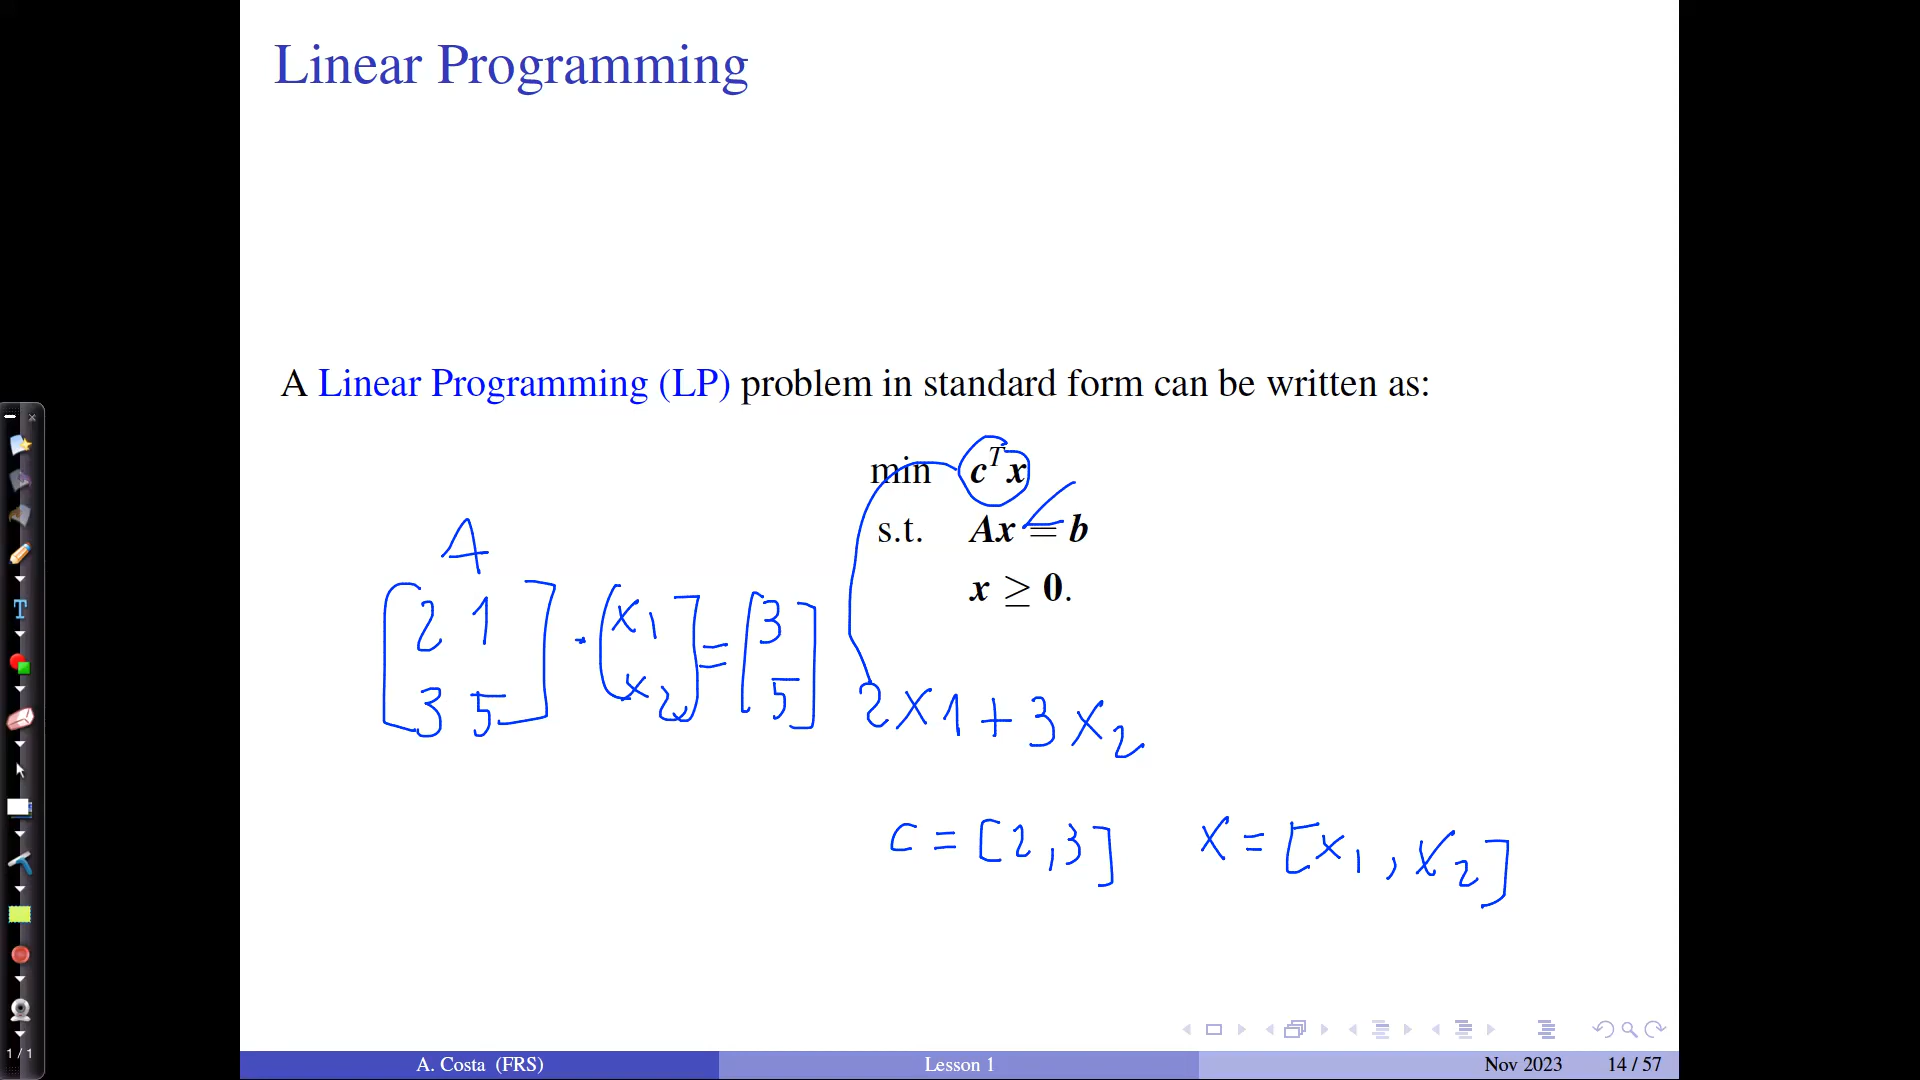 Linear Programming
A Linear Programming (LP) problem in standard form can be written as:
min c^T x
s.t. Ax = b
x ≥ 0.
A
[2 1
3 5] · [x1
x2] = [3
5]
2x1 + 3x2
c = [2,3] x = [x1, x2]
1 / 1
A. Costa (FRS) Lesson 1 Nov 2023 14 / 57